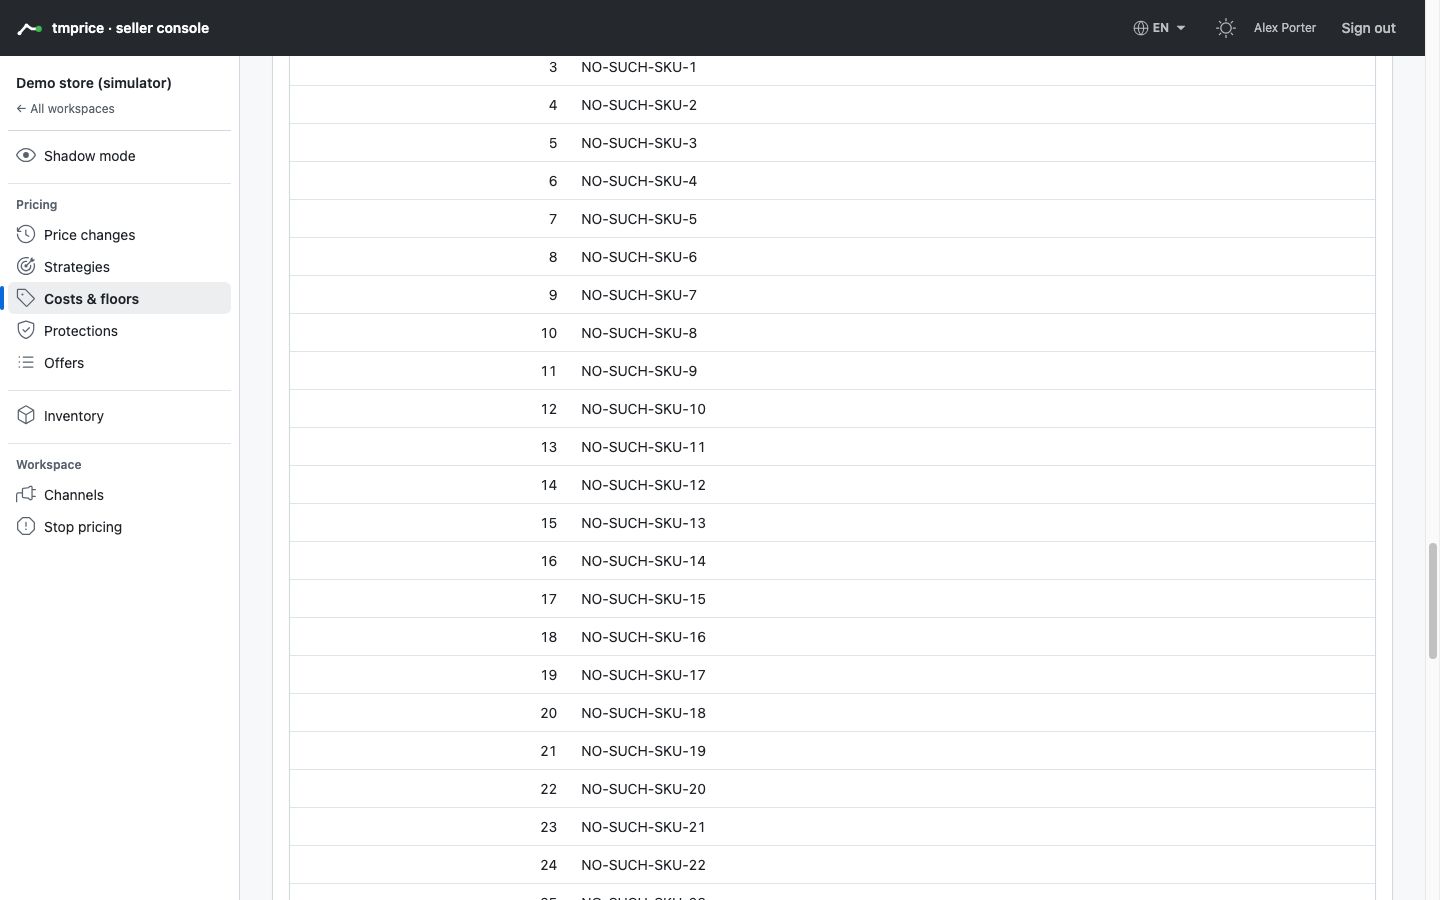 tmprice · seller console
EN
Alex Porter
Sign out
Demo store (simulator)
← All workspaces
Shadow mode
Pricing
Price changes
Strategies
Costs & floors
Protections
Offers
Inventory
Workspace
Channels
Stop pricing
3 NO-SUCH-SKU-1
4 NO-SUCH-SKU-2
5 NO-SUCH-SKU-3
6 NO-SUCH-SKU-4
7 NO-SUCH-SKU-5
8 NO-SUCH-SKU-6
9 NO-SUCH-SKU-7
10 NO-SUCH-SKU-8
11 NO-SUCH-SKU-9
12 NO-SUCH-SKU-10
13 NO-SUCH-SKU-11
14 NO-SUCH-SKU-12
15 NO-SUCH-SKU-13
16 NO-SUCH-SKU-14
17 NO-SUCH-SKU-15
18 NO-SUCH-SKU-16
19 NO-SUCH-SKU-17
20 NO-SUCH-SKU-18
21 NO-SUCH-SKU-19
22 NO-SUCH-SKU-20
23 NO-SUCH-SKU-21
24 NO-SUCH-SKU-22